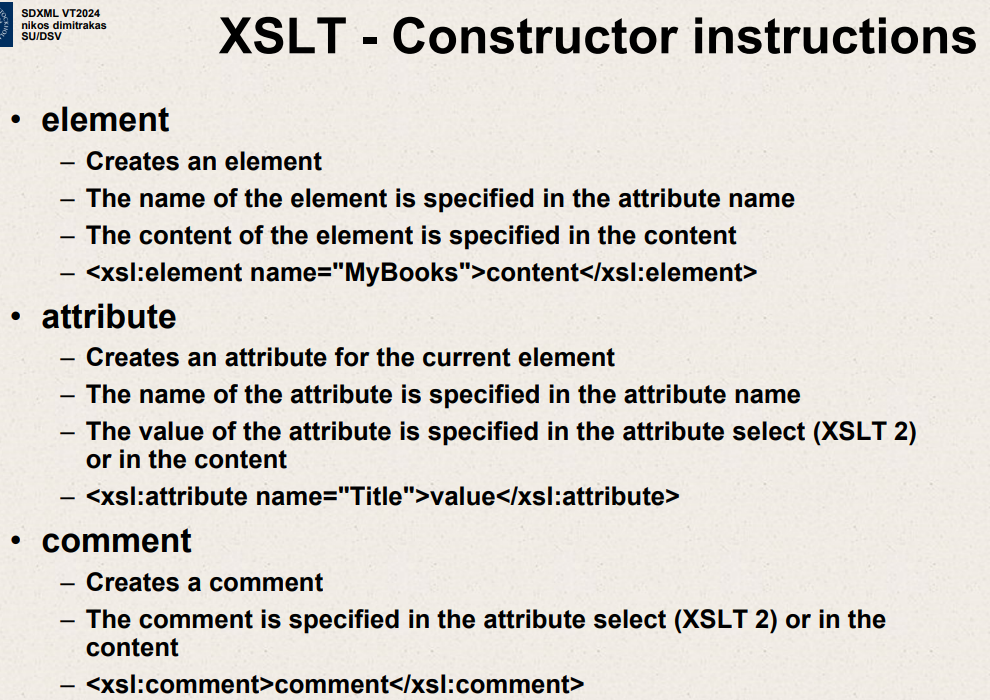 SDXML VT2024
nikos dimitrakas
SU/DSV
XSLT - Constructor instructions
• element
– Creates an element
– The name of the element is specified in the attribute name
– The content of the element is specified in the content
– <xsl:element name="MyBooks">content</xsl:element>
• attribute
– Creates an attribute for the current element
– The name of the attribute is specified in the attribute name
– The value of the attribute is specified in the attribute select (XSLT 2)
or in the content
– <xsl:attribute name="Title">value</xsl:attribute>
• comment
– Creates a comment
– The comment is specified in the attribute select (XSLT 2) or in the
content
– <xsl:comment>comment</xsl:comment>